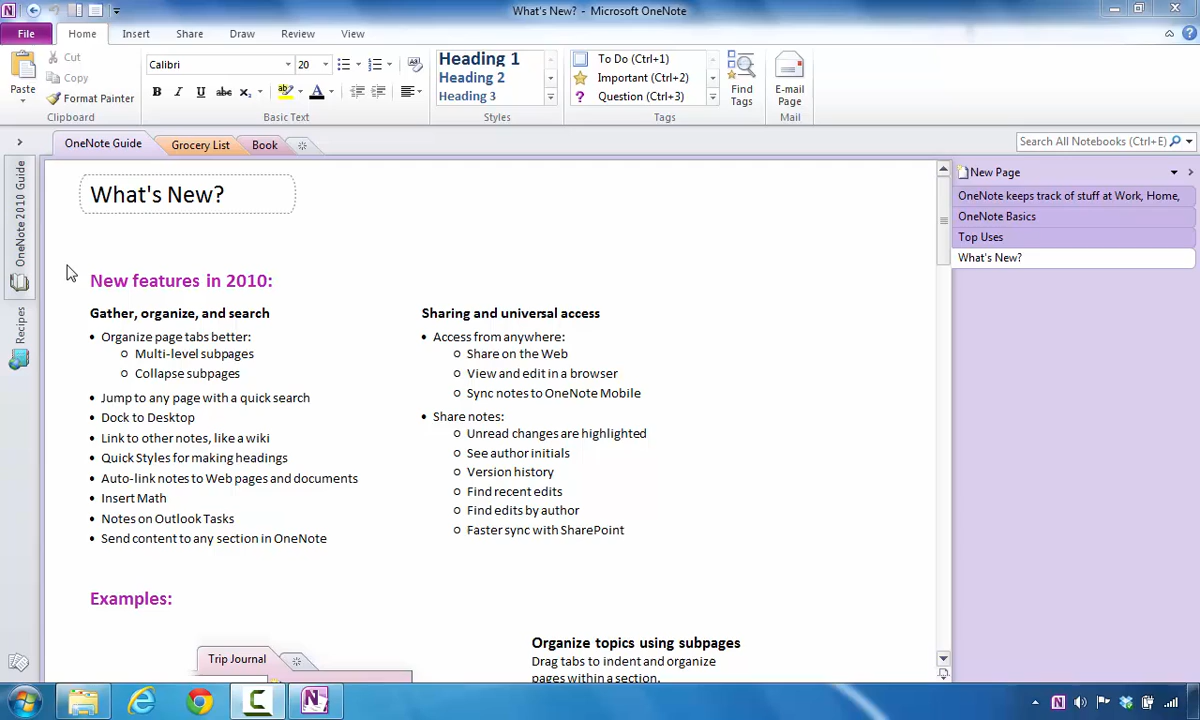 What's New? - Microsoft OneNote
File Home Insert Share Draw Review View
Paste
Cut
Copy
Format Painter
Clipboard
Calibri 20
B I U abc X₂ ab A
Basic Text
Heading 1
Heading 2
Heading 3
Styles
To Do (Ctrl+1)
Important (Ctrl+2)
? Question (Ctrl+3)
Tags
Find
Tags
E-mail
Page
Mail
OneNote Guide Grocery List Book
Search All Notebooks (Ctrl+E)
OneNote 2010 Guide
Recipes
What's New?
New features in 2010:
Gather, organize, and search
• Organize page tabs better:
○ Multi-level subpages
○ Collapse subpages
• Jump to any page with a quick search
• Dock to Desktop
• Link to other notes, like a wiki
• Quick Styles for making headings
• Auto-link notes to Web pages and documents
• Insert Math
• Notes on Outlook Tasks
• Send content to any section in OneNote
Sharing and universal access
• Access from anywhere:
○ Share on the Web
○ View and edit in a browser
○ Sync notes to OneNote Mobile
• Share notes:
○ Unread changes are highlighted
○ See author initials
○ Version history
○ Find recent edits
○ Find edits by author
○ Faster sync with SharePoint
Examples:
Trip Journal
Organize topics using subpages
Drag tabs to indent and organize
pages within a section.
New Page
OneNote keeps track of stuff at Work, Home,
OneNote Basics
Top Uses
What's New?